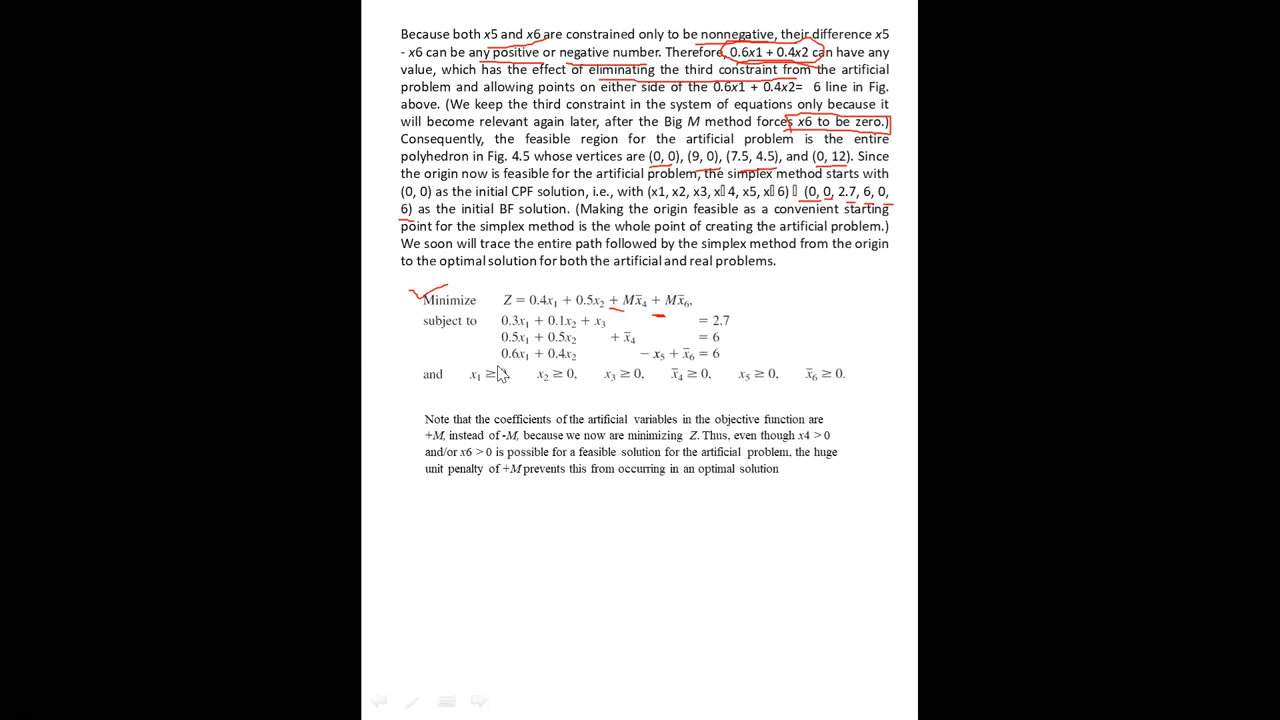 Because both x5 and x6 are constrained only to be nonnegative, their difference x5
- x6 can be any positive or negative number. Therefore, 0.6x1 + 0.4x2 can have any
value, which has the effect of eliminating the third constraint from the artificial
problem and allowing points on either side of the 0.6x1 + 0.4x2= 6 line in Fig.
above. (We keep the third constraint in the system of equations only because it
will become relevant again later, after the Big M method forces x6 to be zero.)
Consequently, the feasible region for the artificial problem is the entire
polyhedron in Fig. 4.5 whose vertices are (0, 0), (9, 0), (7.5, 4.5), and (0, 12). Since
the origin now is feasible for the artificial problem, the simplex method starts with
(0, 0) as the initial CPF solution, i.e., with (x1, x2, x3, x▯ 4, x5, x▯ 6) ▯ (0, 0, 2.7, 6, 0,
6) as the initial BF solution. (Making the origin feasible as a convenient starting
point for the simplex method is the whole point of creating the artificial problem.)
We soon will trace the entire path followed by the simplex method from the origin
to the optimal solution for both the artificial and real problems.
Minimize Z = 0.4x₁ + 0.5x₂ + Mx̄₄ + Mx̄₆,
subject to 0.3x₁ + 0.1x₂ + x₃ = 2.7
0.5x₁ + 0.5x₂ + x̄₄ = 6
0.6x₁ + 0.4x₂ − x₅ + x̄₆ = 6
and x₁ ≥ x₂ ≥ 0, x₃ ≥ 0, x̄₄ ≥ 0, x₅ ≥ 0, x̄₆ ≥ 0.
Note that the coefficients of the artificial variables in the objective function are
+M, instead of -M, because we now are minimizing Z. Thus, even though x4 > 0
and/or x6 > 0 is possible for a feasible solution for the artificial problem, the huge
unit penalty of +M prevents this from occurring in an optimal solution